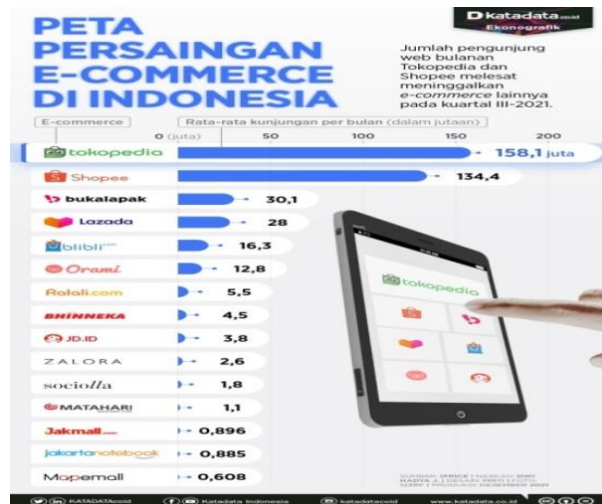 PETA
PERSAINGAN
E-COMMERCE
DI INDONESIA
Dkatadata.co.id
Ekonografik
Jumlah pengunjung
web bulanan
Tokopedia dan
Shopee melesat
meninggalkan
e-commerce lainnya
pada kuartal III-2021.
E-commerce
Rata-rata kunjungan per bulan (dalam jutaan)
0 (juta) 50 100 150 200
tokopedia 158,1 juta
Shopee 134,4
bukalapak 30,1
Lazada 28
blibli.com 16,3
Orami 12,8
Ralali.com 5,5
BHINNEKA 4,5
JD.ID 3,8
ZALORA 2,6
sociolla 1,8
MATAHARI 1,1
Jakmall.com 0,896
jakartanotebook 0,885
Mapemall 0,608
tokopedia
KATADATAcoid Katadata Indonesia katadatacoid www.katadata.co.id